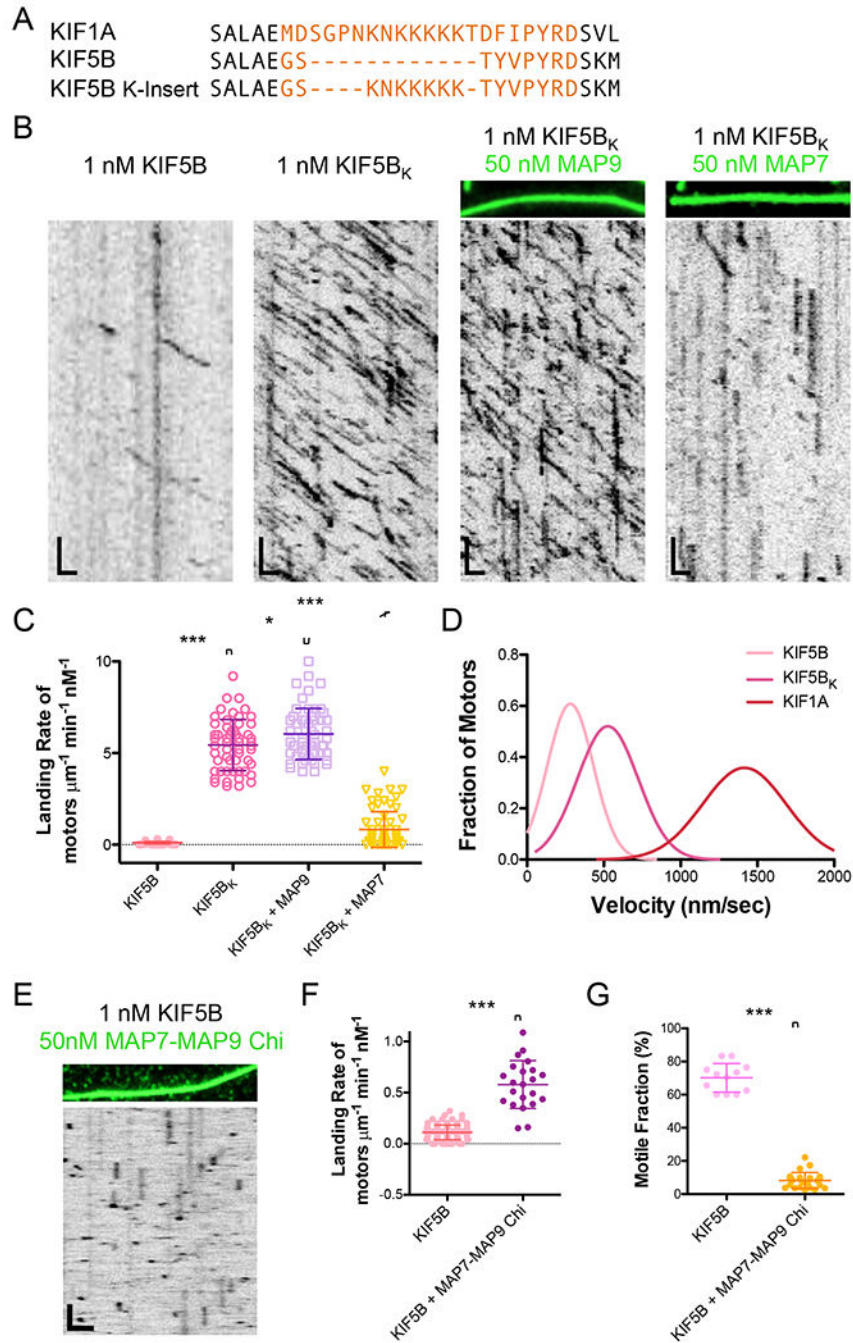 A
KIF1A SALAEMDSGPNKNKKKKKTDFIPYRDSVL
KIF5B SALAEGS------------TYVPYRDSKM
KIF5B K-Insert SALAEGS----KNKKKKKK-TYVPYRDSKM
B
1 nM KIF5B
1 nM KIF5BK
1 nM KIF5BK
50 nM MAP9
1 nM KIF5BK
50 nM MAP7
C
Landing Rate of
motors μm-1 min-1 nM-1
10
5
0
***
*
***
KIF5B
KIF5BK
KIF5BK + MAP9
KIF5BK + MAP7
D
Fraction of Motors
0.8
0.6
0.4
0.2
0.0
0
500
1000
1500
2000
Velocity (nm/sec)
KIF5B
KIF5BK
KIF1A
E
1 nM KIF5B
50nM MAP7-MAP9 Chi
F
Landing Rate of
motors μm-1 min-1 nM-1
1.0
0.5
0.0
-0.5
***
KIF5B
KIF5B + MAP7-MAP9 Chi
G
Motile Fraction (%)
100
80
60
40
20
0
***
KIF5B
KIF5B + MAP7-MAP9 Chi